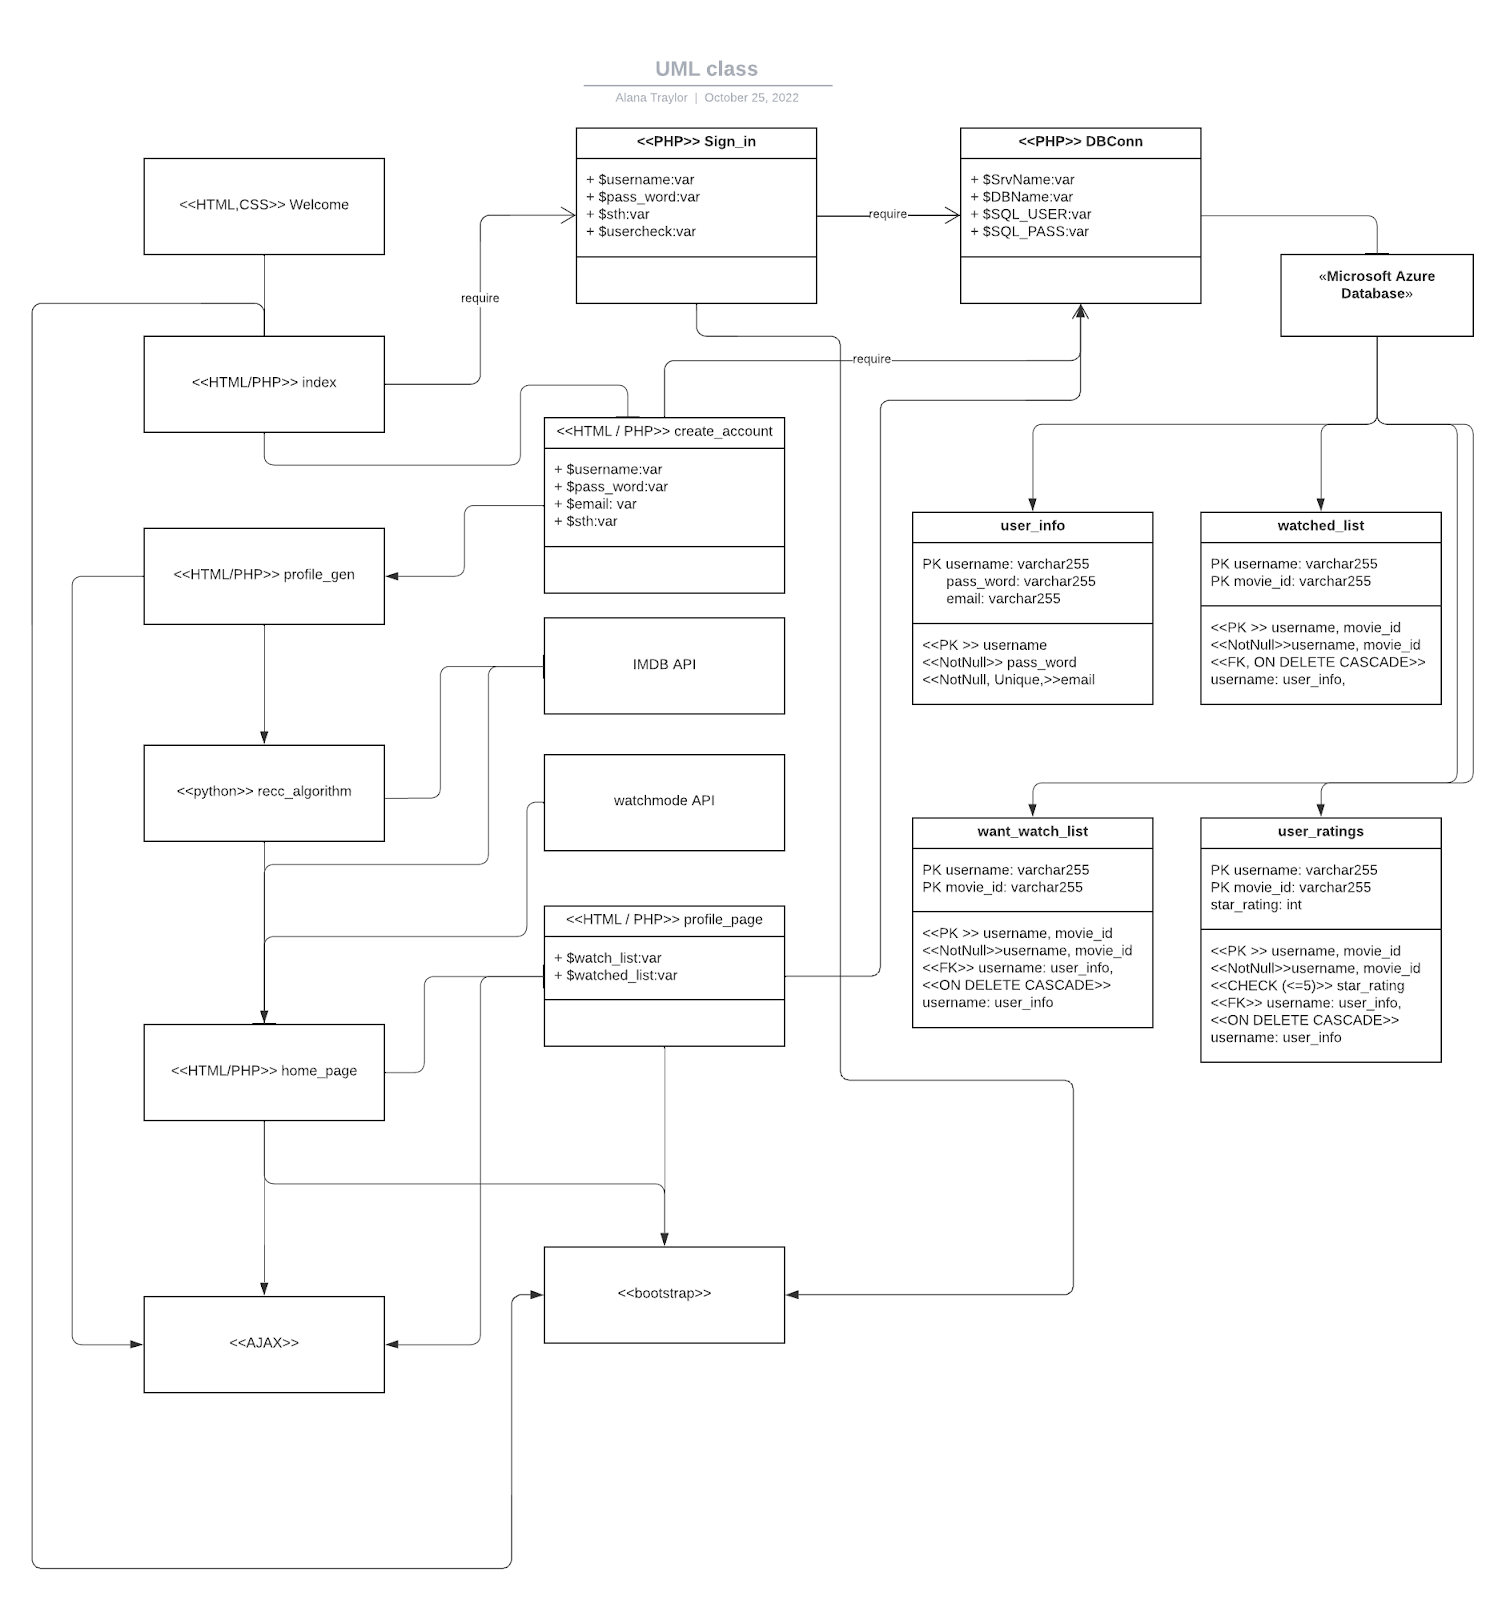 UML class
Alana Traylor | October 25, 2022
<<HTML,CSS>> Welcome
<<PHP>> Sign_in
+ $username:var
+ $pass_word:var
+ $sth:var
+ $usercheck:var
require
<<PHP>> DBConn
+ $SrvName:var
+ $DBName:var
+ $SQL_USER:var
+ $SQL_PASS:var
«Microsoft Azure
Database»
require
<<HTML/PHP>> index
require
<<HTML / PHP>> create_account
+ $username:var
+ $pass_word:var
+ $email: var
+ $sth:var
<<HTML/PHP>> profile_gen
user_info
PK username: varchar255
pass_word: varchar255
email: varchar255
<<PK >> username
<<NotNull>> pass_word
<<NotNull, Unique,>>email
watched_list
PK username: varchar255
PK movie_id: varchar255
<<PK >> username, movie_id
<<NotNull>>username, movie_id
<<FK, ON DELETE CASCADE>>
username: user_info,
IMDB API
<<python>> recc_algorithm
watchmode API
want_watch_list
PK username: varchar255
PK movie_id: varchar255
<<PK >> username, movie_id
<<NotNull>>username, movie_id
<<FK>> username: user_info,
<<ON DELETE CASCADE>>
username: user_info
user_ratings
PK username: varchar255
PK movie_id: varchar255
star_rating: int
<<PK >> username, movie_id
<<NotNull>>username, movie_id
<<CHECK (<=5)>> star_rating
<<FK>> username: user_info,
<<ON DELETE CASCADE>>
username: user_info
<<HTML / PHP>> profile_page
+ $watch_list:var
+ $watched_list:var
<<HTML/PHP>> home_page
<<bootstrap>>
<<AJAX>>